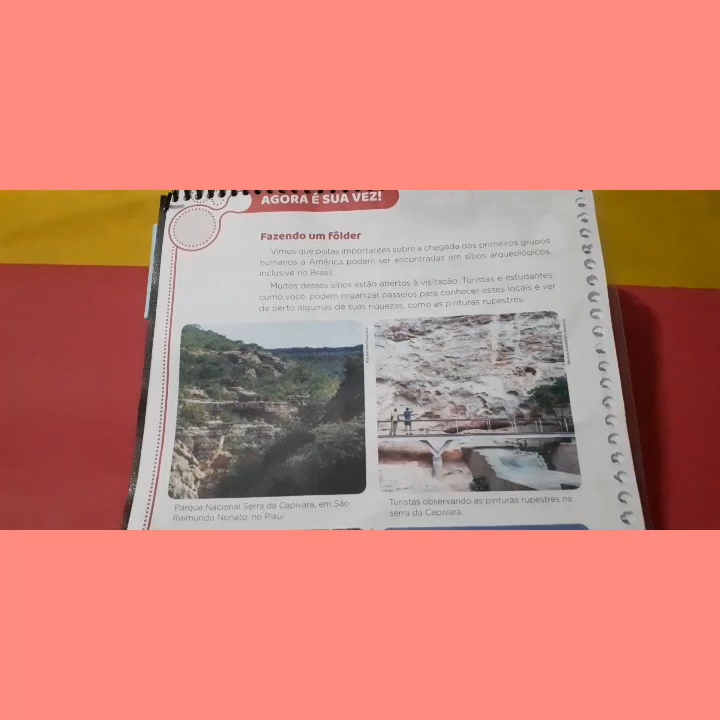 AGORA É SUA VEZ!
Fazendo um fôlder
Vimos que pistas importantes sobre a chegada dos primeiros grupos
humanos à América podem ser encontradas em sítios arqueológicos,
inclusive no Brasil.
Muitos desses sítios estão abertos à visitação. Turistas e estudantes,
como você, podem organizar passeios para conhecer esses locais e ver
de perto algumas de suas riquezas, como as pinturas rupestres.
Parque Nacional Serra da Capivara, em São
Raimundo Nonato, no Piauí.
Turistas observando as pinturas rupestres na
serra da Capivara.